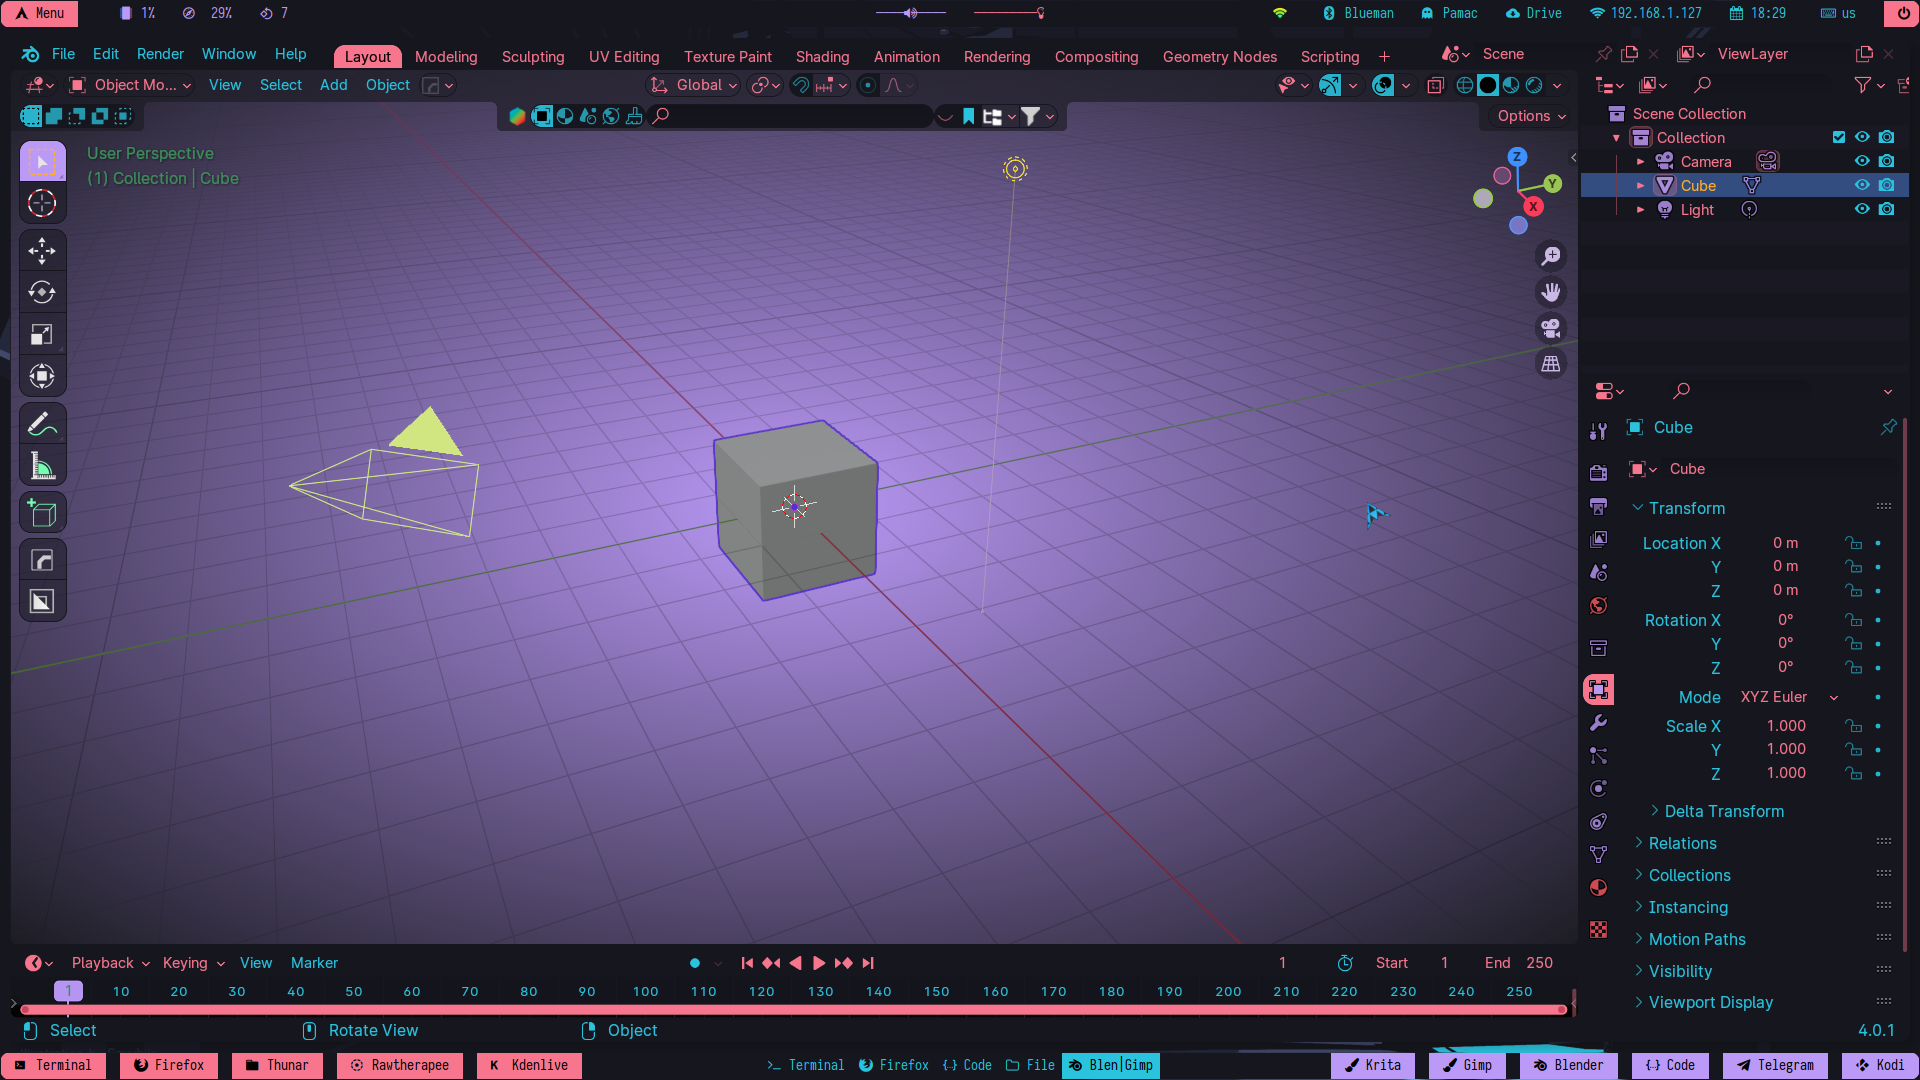 Menu 1% 29% 7 Blueman Pamac Drive 192.168.1.127 18:29 us
File Edit Render Window Help Layout Modeling Sculpting UV Editing Texture Paint Shading Animation Rendering Compositing Geometry Nodes Scripting + Scene ViewLayer
Object Mo... View Select Add Object Global
Options
User Perspective
(1) Collection | Cube
Z
Y
X
Scene Collection
Collection
Camera
Cube
Light
Cube
Cube
Transform
Location X 0 m
Y 0 m
Z 0 m
Rotation X 0°
Y 0°
Z 0°
Mode XYZ Euler
Scale X 1.000
Y 1.000
Z 1.000
Delta Transform
Relations
Collections
Instancing
Motion Paths
Visibility
Viewport Display
Playback Keying View Marker 1 Start 1 End 250
1 10 20 30 40 50 60 70 80 90 100 110 120 130 140 150 160 170 180 190 200 210 220 230 240 250
Select Rotate View Object 4.0.1
Terminal Firefox Thunar Rawtherapee K Kdenlive >_ Terminal Firefox {} Code File Blen|Gimp Krita Gimp Blender {} Code Telegram Kodi